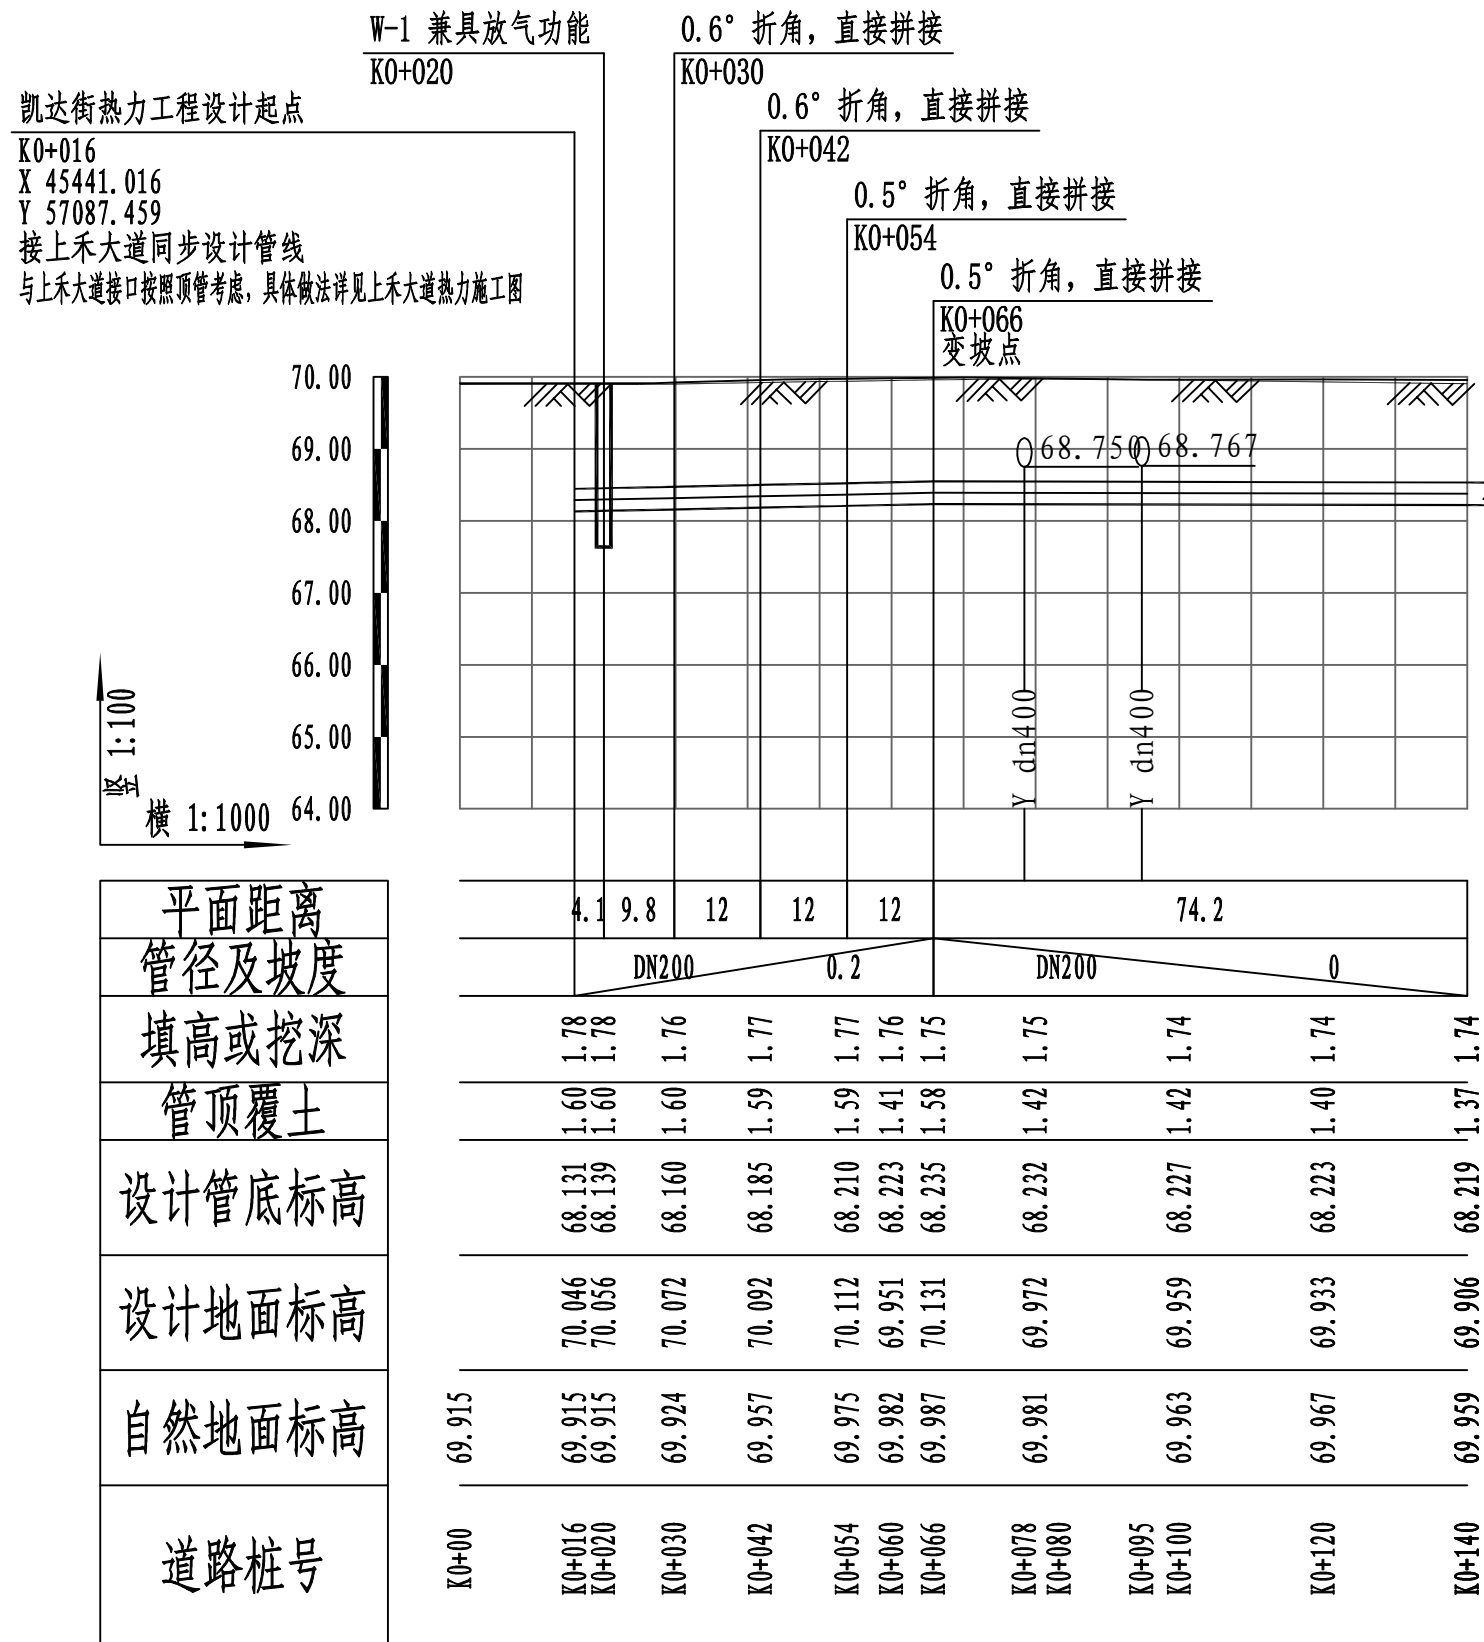 W-1 兼具放气功能
K0+020
0.6° 折角，直接拼接
K0+030
凯达街热力工程设计起点
K0+016
X 45441.016
Y 57087.459
接上禾大道同步设计管线
与上禾大道接口按照顶管考虑，具体做法详见上禾大道热力施工图
0.6° 折角，直接拼接
K0+042
0.5° 折角，直接拼接
K0+054
0.5° 折角，直接拼接
K0+066
变坡点
70.00
69.00
68.00
67.00
66.00
65.00
64.00
竖 1:100
横 1:1000
68.750
68.767
Y dn400
Y dn400
平面距离 4.1 9.8 12 12 12 74.2
管径及坡度 DN200 0.2 DN200 0
填高或挖深 1.78 1.78 1.76 1.77 1.77 1.76 1.75 1.75 1.74 1.74 1.74
管顶覆土 1.60 1.60 1.60 1.59 1.59 1.41 1.58 1.42 1.42 1.40 1.37
设计管底标高 68.131 68.139 68.160 68.185 68.210 68.223 68.235 68.232 68.227 68.223 68.219
设计地面标高 70.046 70.056 70.072 70.092 70.112 69.951 70.131 69.972 69.959 69.933 69.906
自然地面标高 69.915 69.915 69.915 69.924 69.957 69.975 69.982 69.987 69.981 69.963 69.967 69.959
道路桩号 K0+00 K0+016 K0+020 K0+030 K0+042 K0+054 K0+060 K0+066 K0+078 K0+080 K0+095 K0+100 K0+120 K0+140